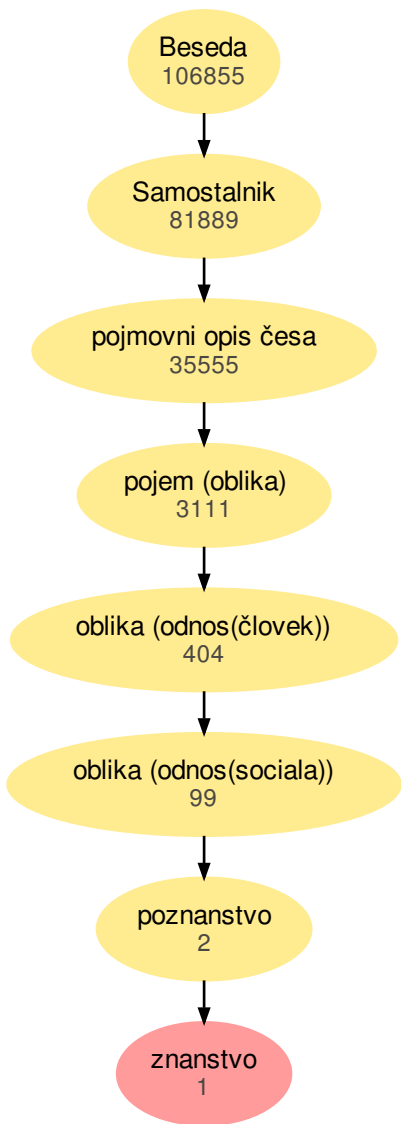 Beseda
106855
Samostalnik
81889
pojmovni opis česa
35555
pojem (oblika)
3111
oblika (odnos(človek))
404
oblika (odnos(sociala))
99
poznanstvo
2
znanstvo
1